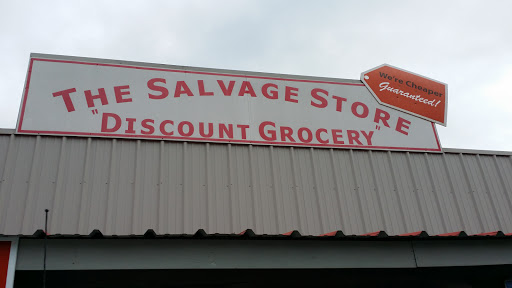 THE SALVAGE STORE
"DISCOUNT GROCERY"
We're Cheaper
Guaranteed!